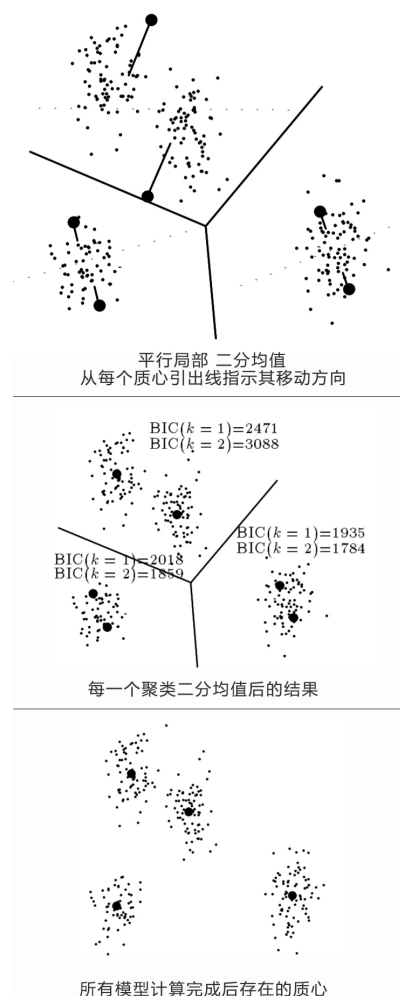 平行局部 二分均值
从每个质心引出线指示其移动方向
BIC(k = 1)=2471
BIC(k = 2)=3088
BIC(k = 1)=1935
BIC(k = 2)=1784
BIC(k = 1)=2018
BIC(k = 2)=1859
每一个聚类二分均值后的结果
所有模型计算完成后存在的质心